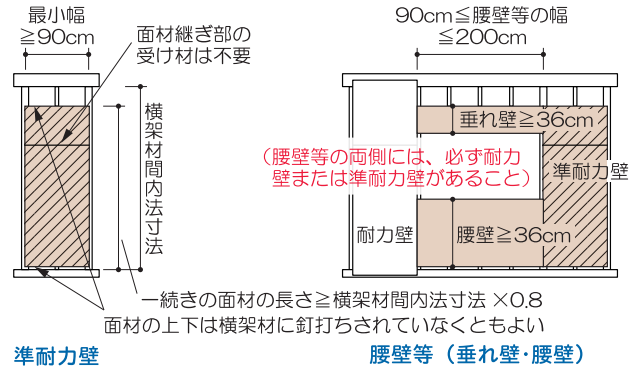 最小幅
≧90cm
面材継ぎ部の
受け材は不要
横架材間内法寸法
90cm≦腰壁等の幅
≦200cm
垂れ壁≧36cm
（腰壁等の両側には、必ず耐力
壁または準耐力壁があること）
準耐力壁
耐力壁
腰壁≧36cm
一続きの面材の長さ≧横架材間内法寸法 ×0.8
面材の上下は横架材に釘打ちされていなくともよい
準耐力壁
腰壁等（垂れ壁･腰壁）